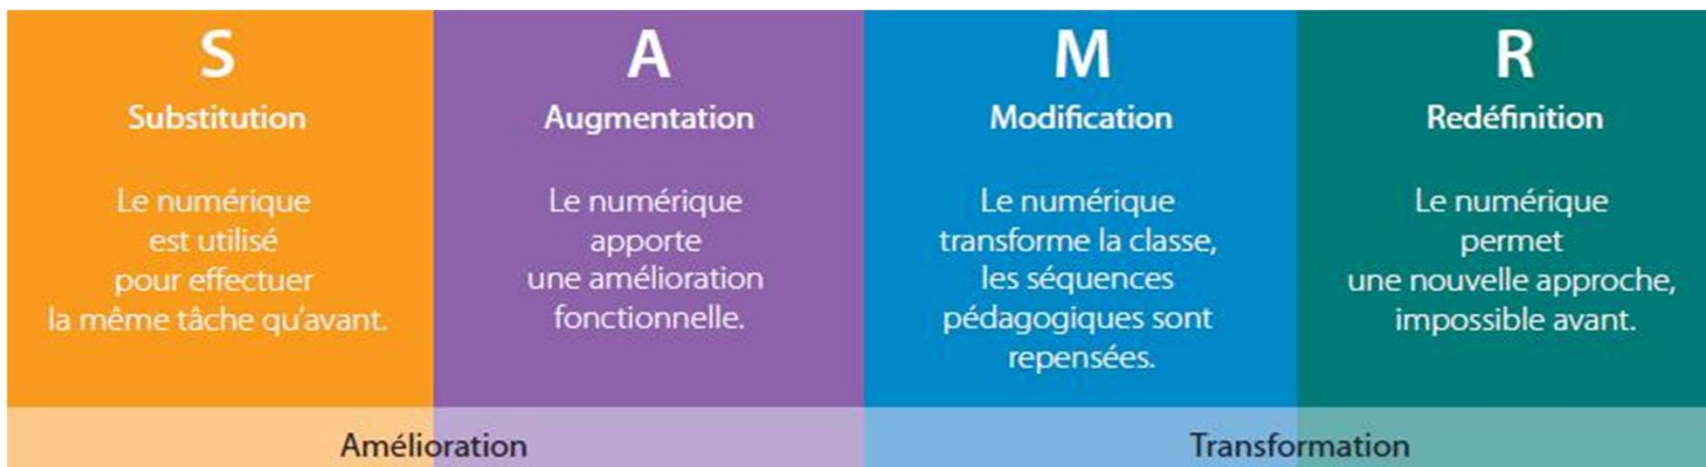 S
Substitution
Le numérique
est utilisé
pour effectuer
la même tâche qu'avant.
A
Augmentation
Le numérique
apporte
une amélioration
fonctionnelle.
M
Modification
Le numérique
transforme la classe,
les séquences
pédagogiques sont
repensées.
R
Redéfinition
Le numérique
permet
une nouvelle approche,
impossible avant.
Amélioration
Transformation